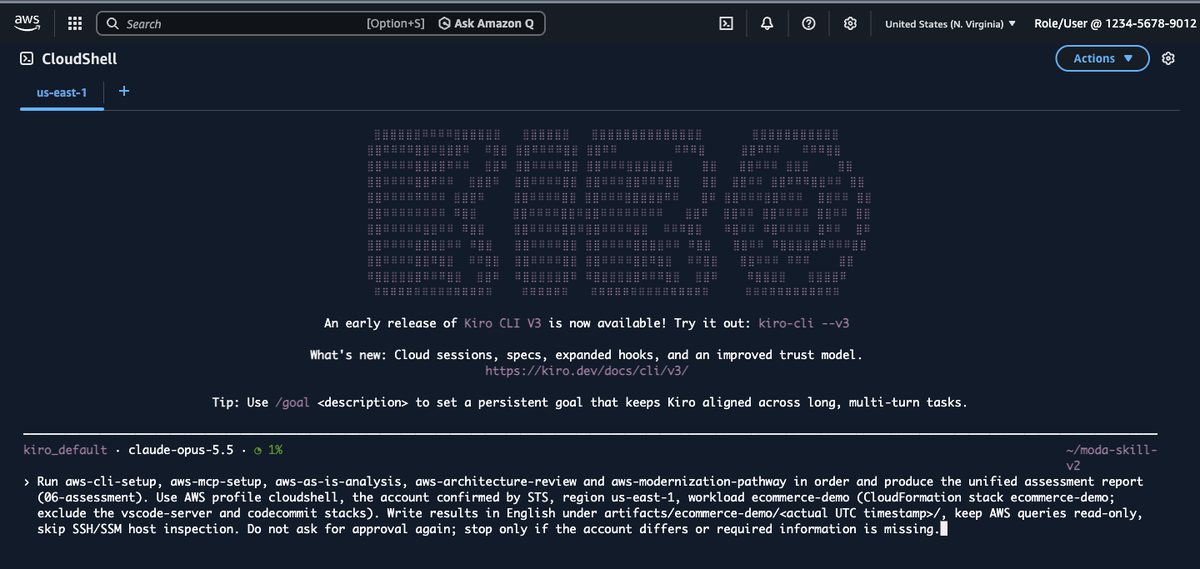 aws
Search [Option+S] Ask Amazon Q United States (N. Virginia) ▼ Role/User @ 1234-5678-9012
CloudShell
Actions ▼
us-east-1 +
An early release of Kiro CLI V3 is now available! Try it out: kiro-cli --v3
What's new: Cloud sessions, specs, expanded hooks, and an improved trust model.
https://kiro.dev/docs/cli/v3/
Tip: Use /goal <description> to set a persistent goal that keeps Kiro aligned across long, multi-turn tasks.
kiro_default · claude-opus-5.5 · ◔ 1% ~/moda-skill-
v2
› Run aws-cli-setup, aws-mcp-setup, aws-as-is-analysis, aws-architecture-review and aws-modernization-pathway in order and produce the unified assessment report
(06-assessment). Use AWS profile cloudshell, the account confirmed by STS, region us-east-1, workload ecommerce-demo (CloudFormation stack ecommerce-demo;
exclude the vscode-server and codecommit stacks). Write results in English under artifacts/ecommerce-demo/<actual UTC timestamp>/, keep AWS queries read-only,
skip SSH/SSM host inspection. Do not ask for approval again; stop only if the account differs or required information is missing.